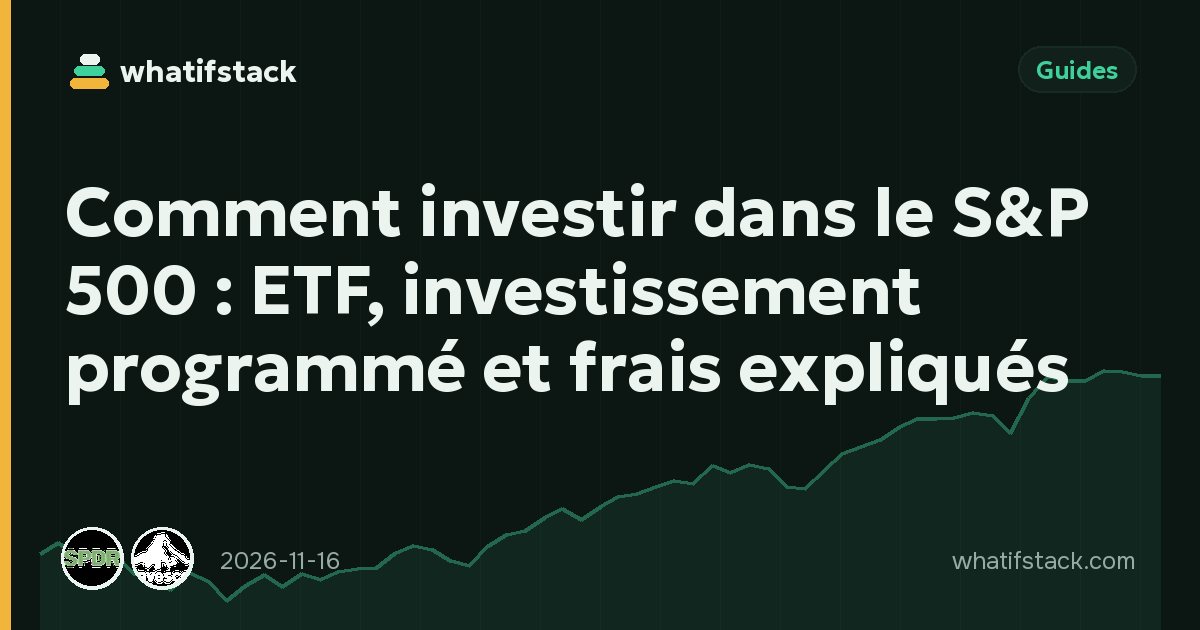 whatifstack
Guides
Comment investir dans le S&P
500 : ETF, investissement
programmé et frais expliqués
SPDR
2026-11-16
whatifstack.com